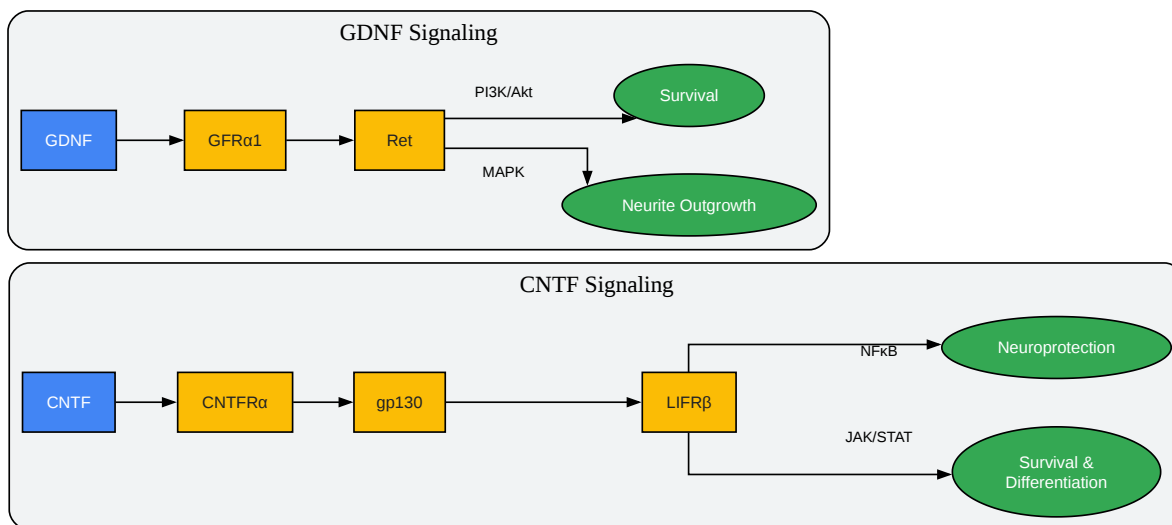 GDNF Signaling
PI3K/Akt
Survival
GDNF
GFRα1
Ret
MAPK
Neurite Outgrowth
CNTF Signaling
NFκB
Neuroprotection
CNTF
CNTFRα
gp130
LIFRβ
JAK/STAT
Survival &
Differentiation